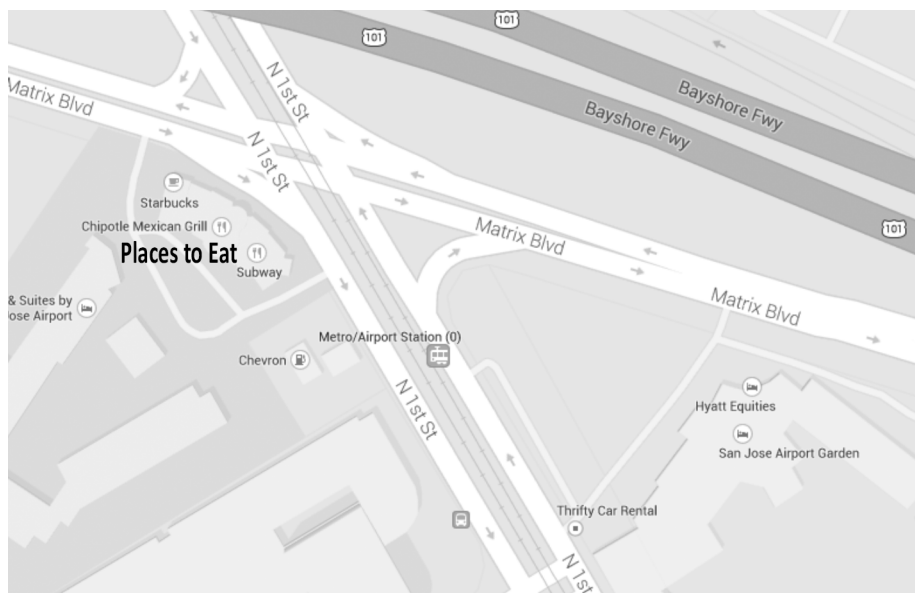 101
101
N 1st St
Matrix Blvd
Bayshore Fwy
Bayshore Fwy
N 1st St
Starbucks
Chipotle Mexican Grill
Places to Eat
Subway
Matrix Blvd
101
& Suites by
ose Airport
Matrix Blvd
Metro/Airport Station (0)
Chevron
N 1st St
Hyatt Equities
San Jose Airport Garden
Thrifty Car Rental
N 1st St